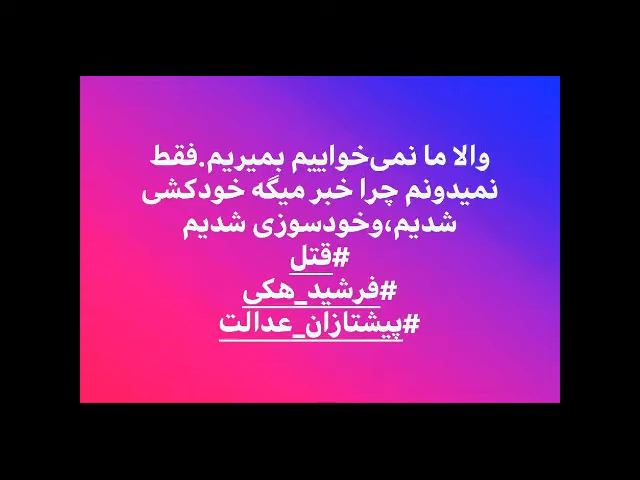 والا ما نمی‌خواییم بمیریم.فقط
نمیدونم چرا خبر میگه خودکشی
شدیم،وخودسوزی شدیم
#قتل
#فرشید_هکی
#پیشتازان_عدالت